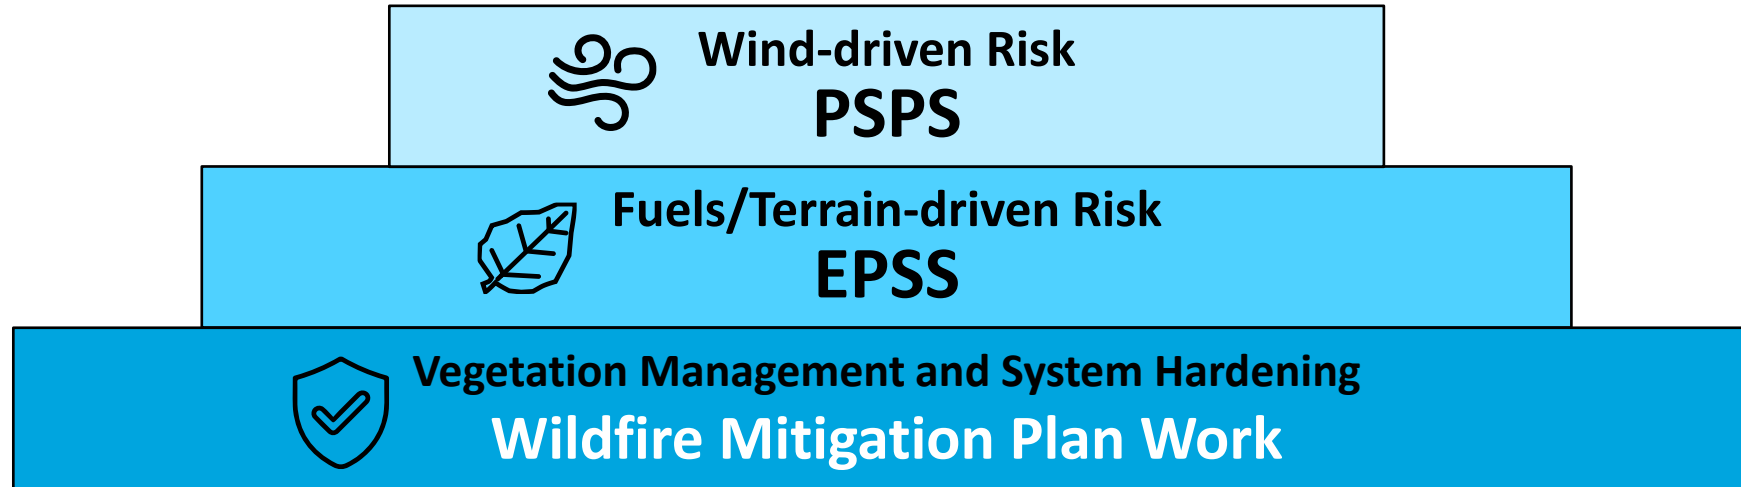 Wind-driven Risk
PSPS
Fuels/Terrain-driven Risk
EPSS
Vegetation Management and System Hardening
Wildfire Mitigation Plan Work